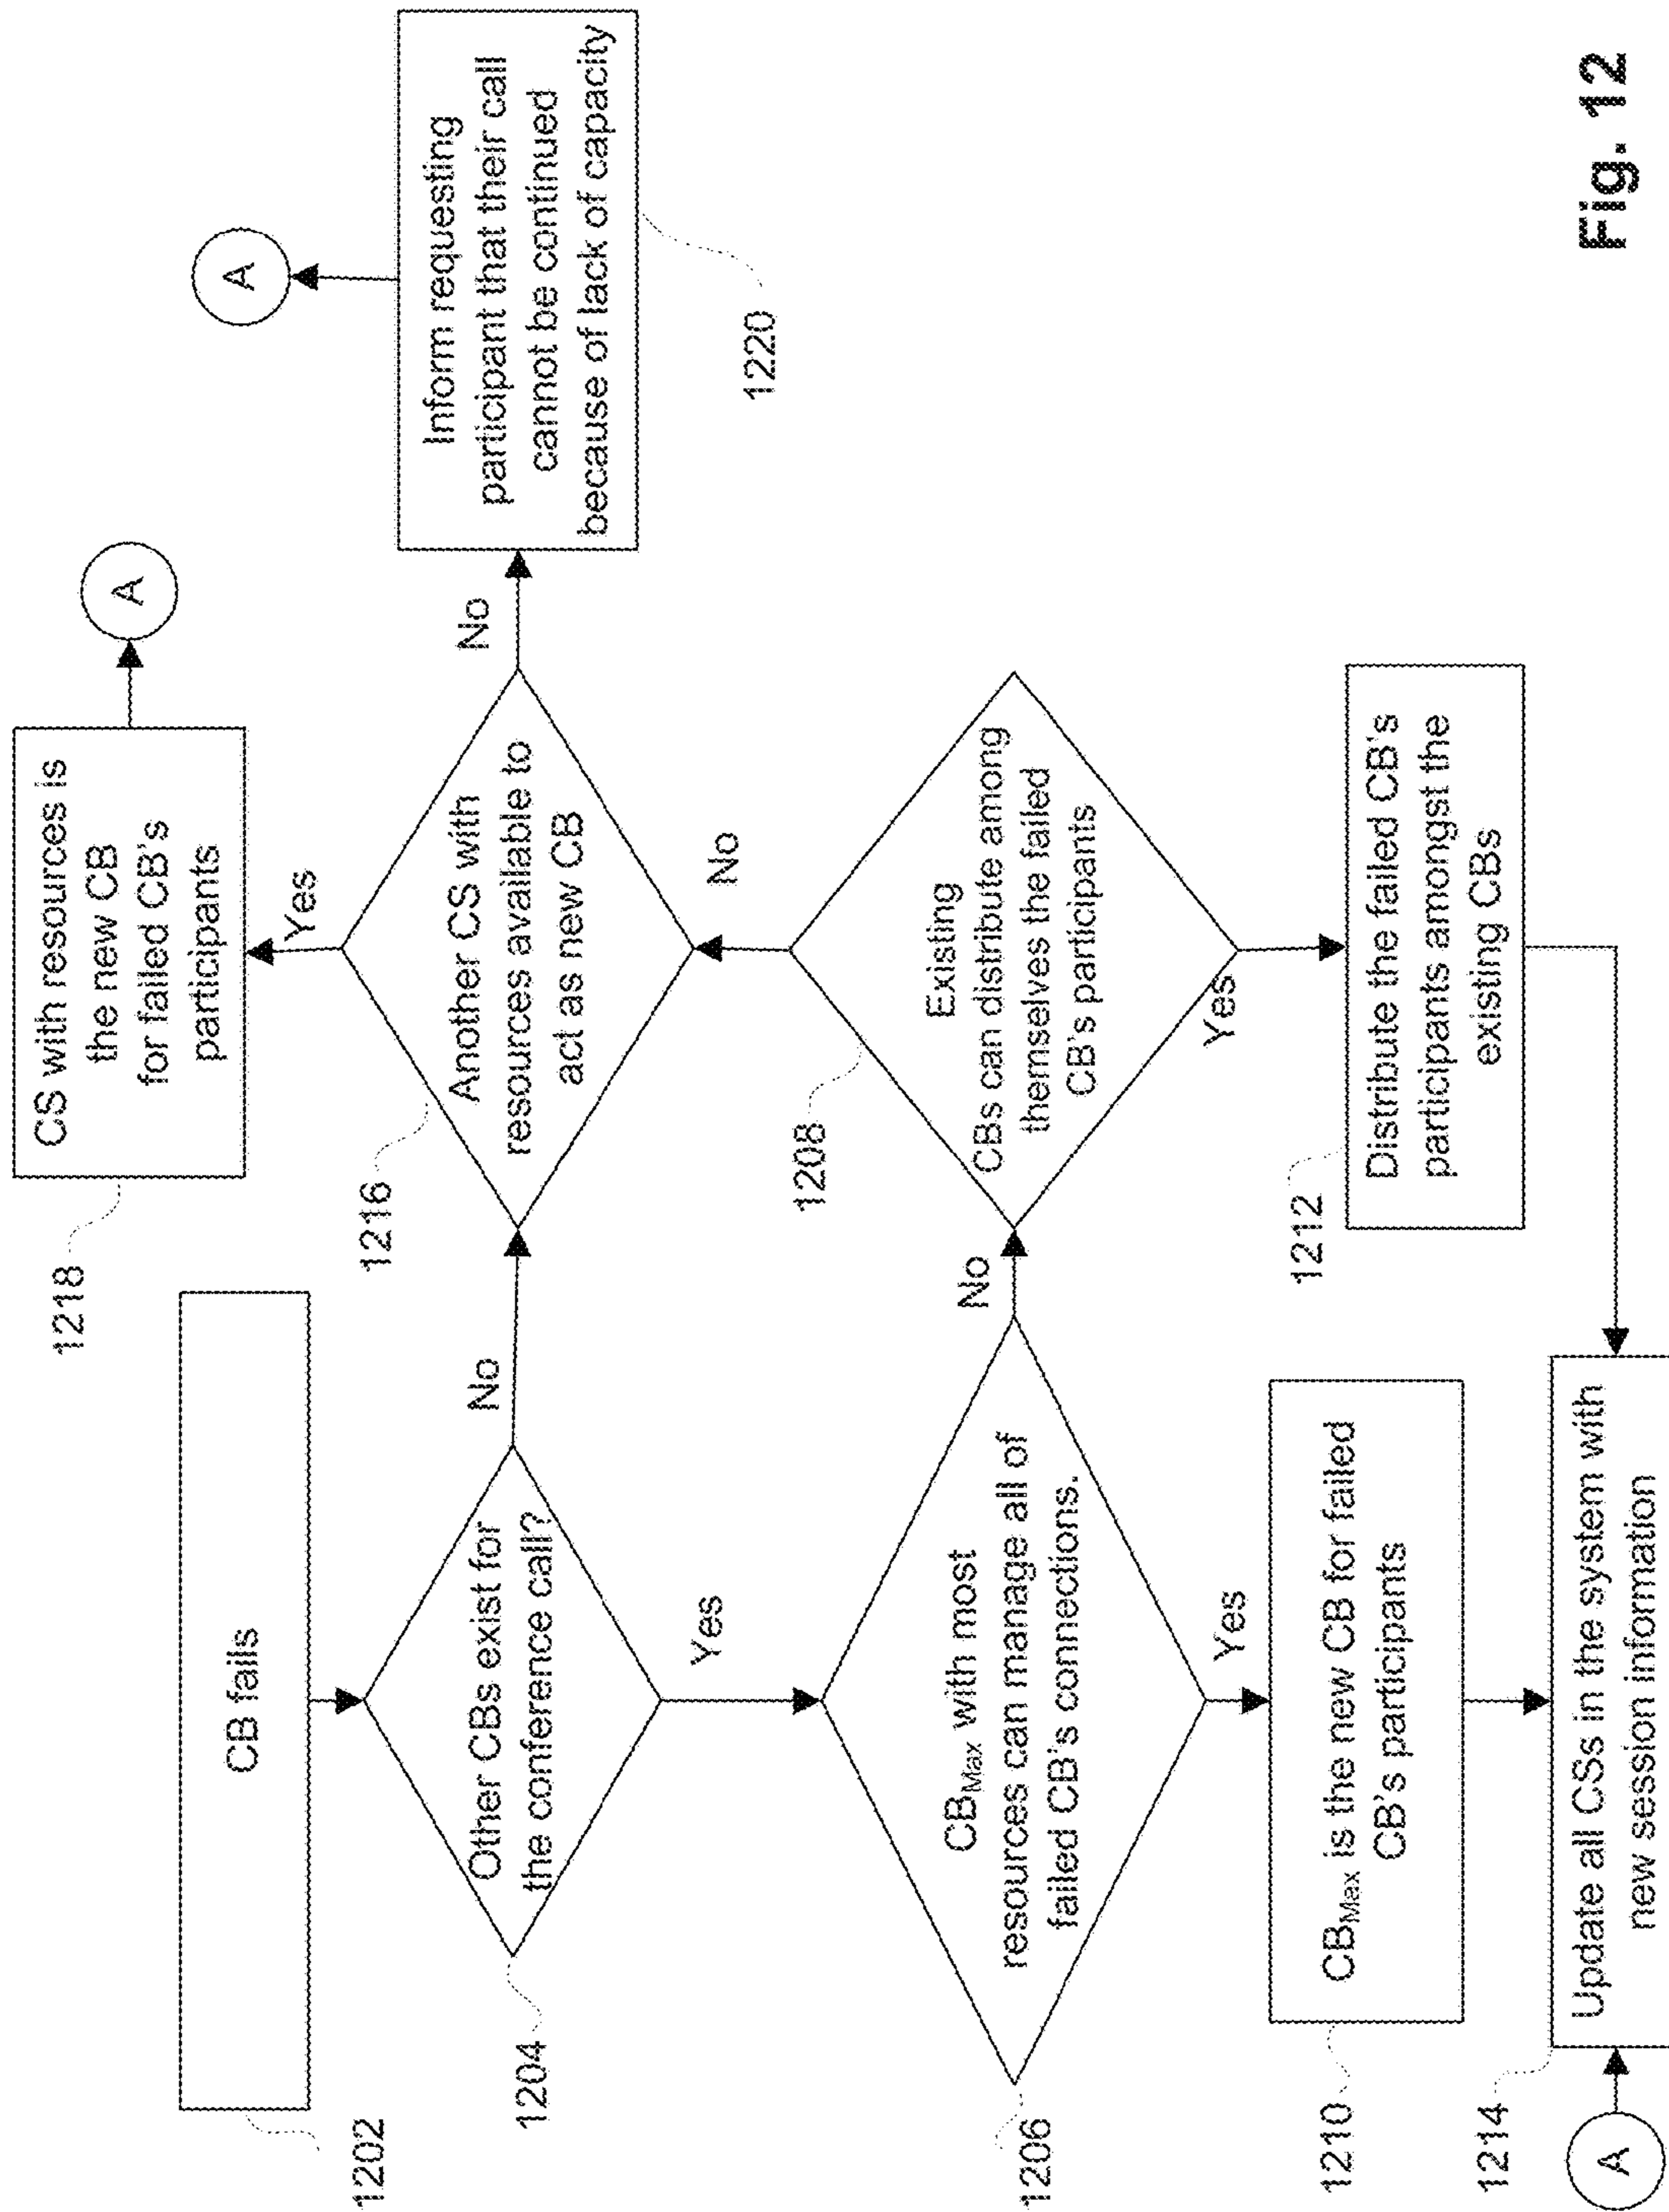 CB fails
1202
Other CBs exist for
the conference call?
1204
No
Yes
CB_Max with most
resources can manage all of
failed CB's connections.
1206
No
Yes
CB_Max is the new CB for failed
CB's participants
1210
Update all CSs in the system with
new session information
1214
A
CS with resources is
the new CB
for failed CB's
participants
1218
A
Yes
Another CS with
resources available to
act as new CB
1216
No
No
Existing
CBs can distribute among
themselves the failed
CB's participants
1208
Yes
Distribute the failed CB's
participants amongst the
existing CBs
1212
A
Inform requesting
participant that their call
cannot be continued
because of lack of capacity
1220
Fig. 12